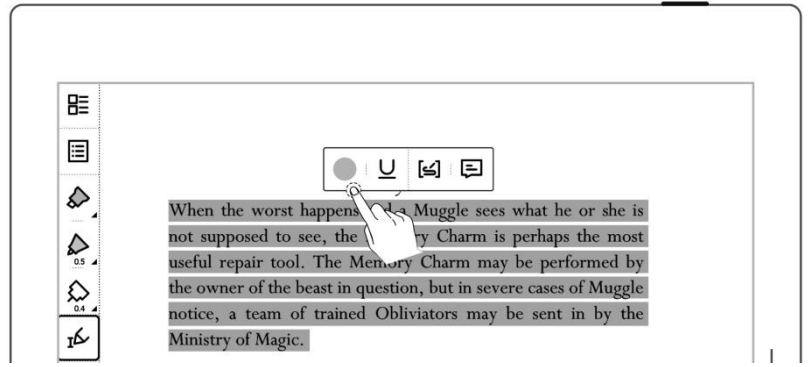 U
When the worst happens and a Muggle sees what he or she is
not supposed to see, the Memory Charm is perhaps the most
useful repair tool. The Memory Charm may be performed by
the owner of the beast in question, but in severe cases of Muggle
notice, a team of trained Obliviators may be sent in by the
Ministry of Magic.
0.5
0.4